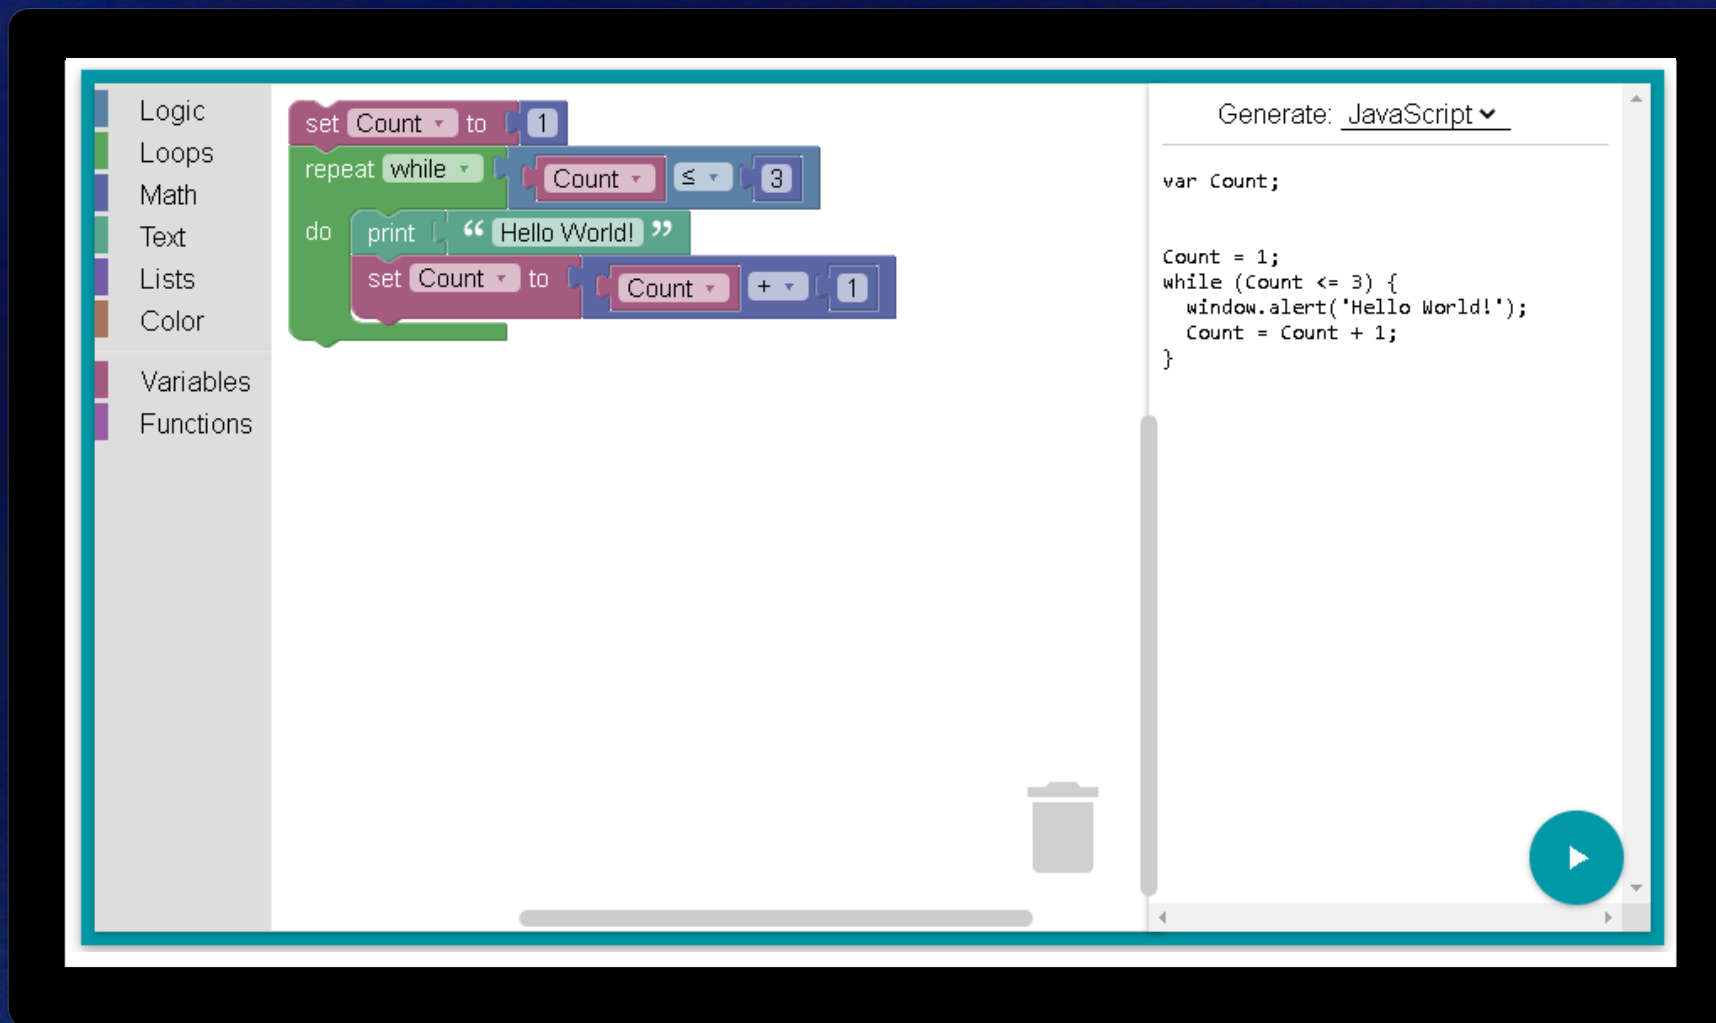 Logic
Loops
Math
Text
Lists
Color
Variables
Functions
set Count to 1
repeat while Count ≤ 3
do print “ Hello World! ”
set Count to Count + 1
Generate: JavaScript
var Count;
Count = 1;
while (Count <= 3) {
  window.alert('Hello World!');
  Count = Count + 1;
}